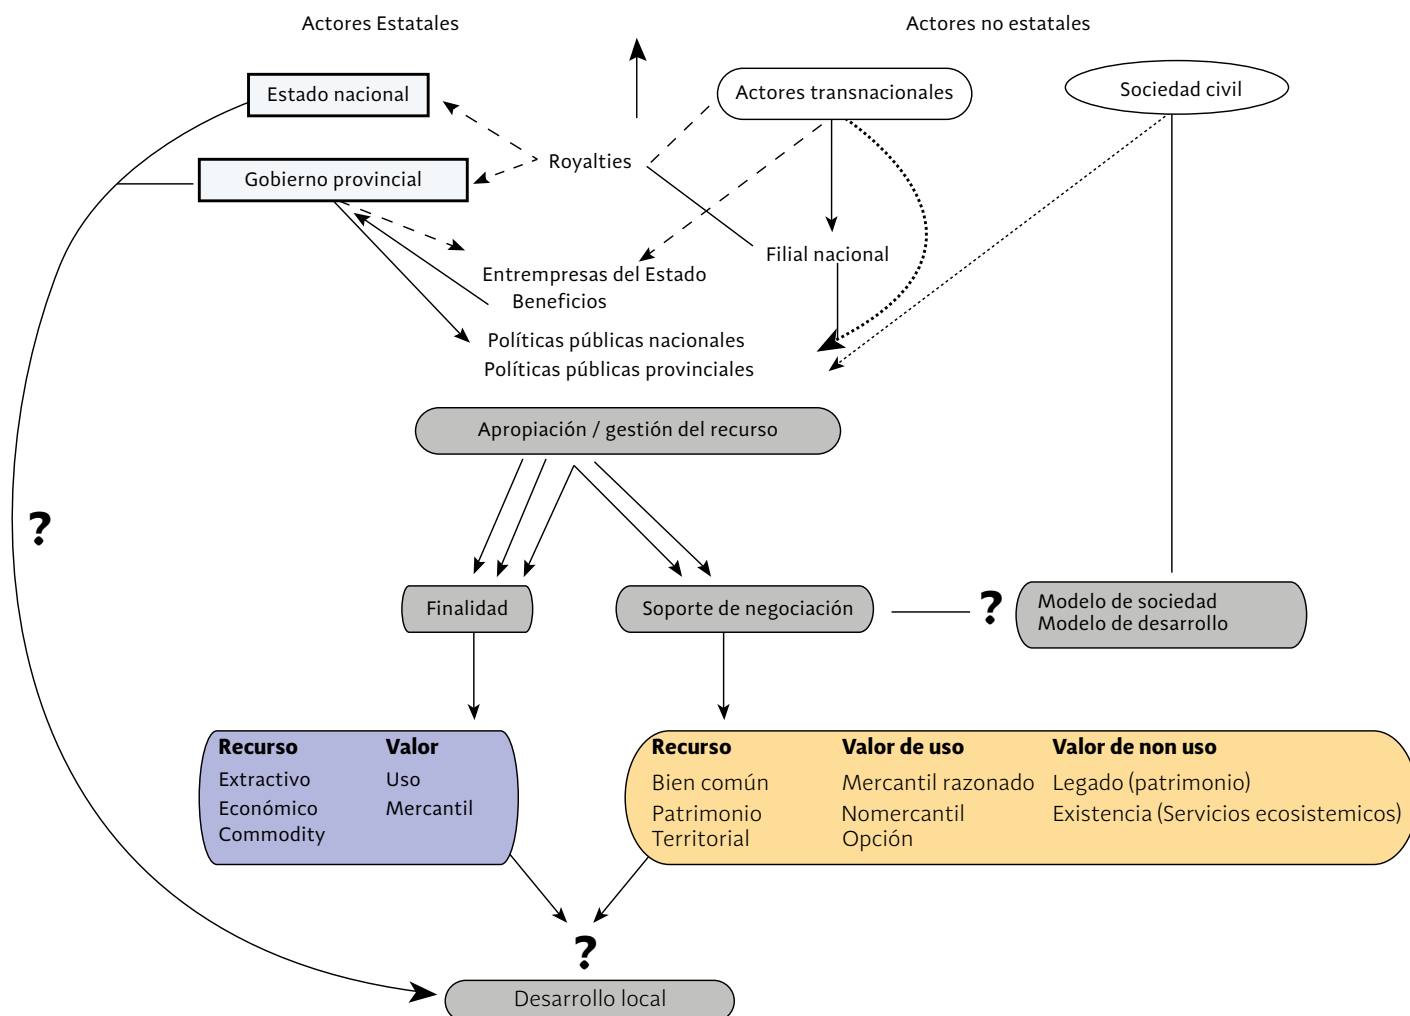 Actores Estatales
Actores no estatales
Estado nacional
Actores transnacionales
Sociedad civil
Royalties
Gobierno provincial
Filial nacional
Entrempresas del Estado
Beneficios
Políticas públicas nacionales
Políticas públicas provinciales
Apropiación / gestión del recurso
?
Finalidad
Soporte de negociación
?
Modelo de sociedad
Modelo de desarrollo
Recurso Valor
Extractivo Uso
Económico Mercantil
Commodity
Recurso Valor de uso Valor de non uso
Bien común Mercantil razonado Legado (patrimonio)
Patrimonio Nomercantil Existencia (Servicios ecosistemicos)
Territorial Opción
?
Desarrollo local